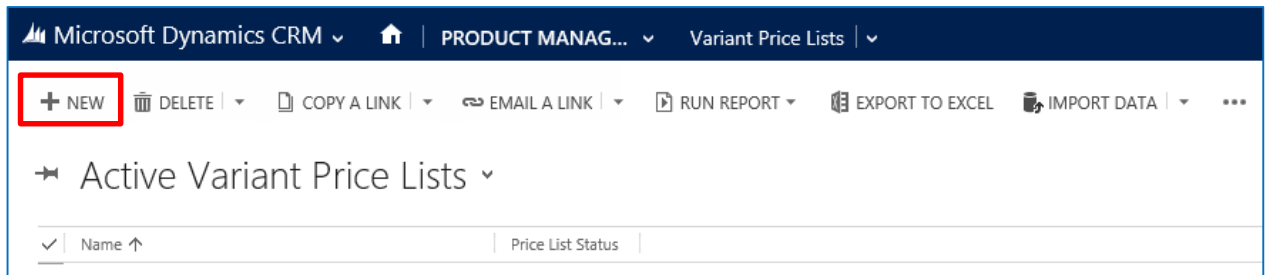 Microsoft Dynamics CRM PRODUCT MANAG... Variant Price Lists
NEW DELETE COPY A LINK EMAIL A LINK RUN REPORT EXPORT TO EXCEL IMPORT DATA ...
Active Variant Price Lists
Name Price List Status